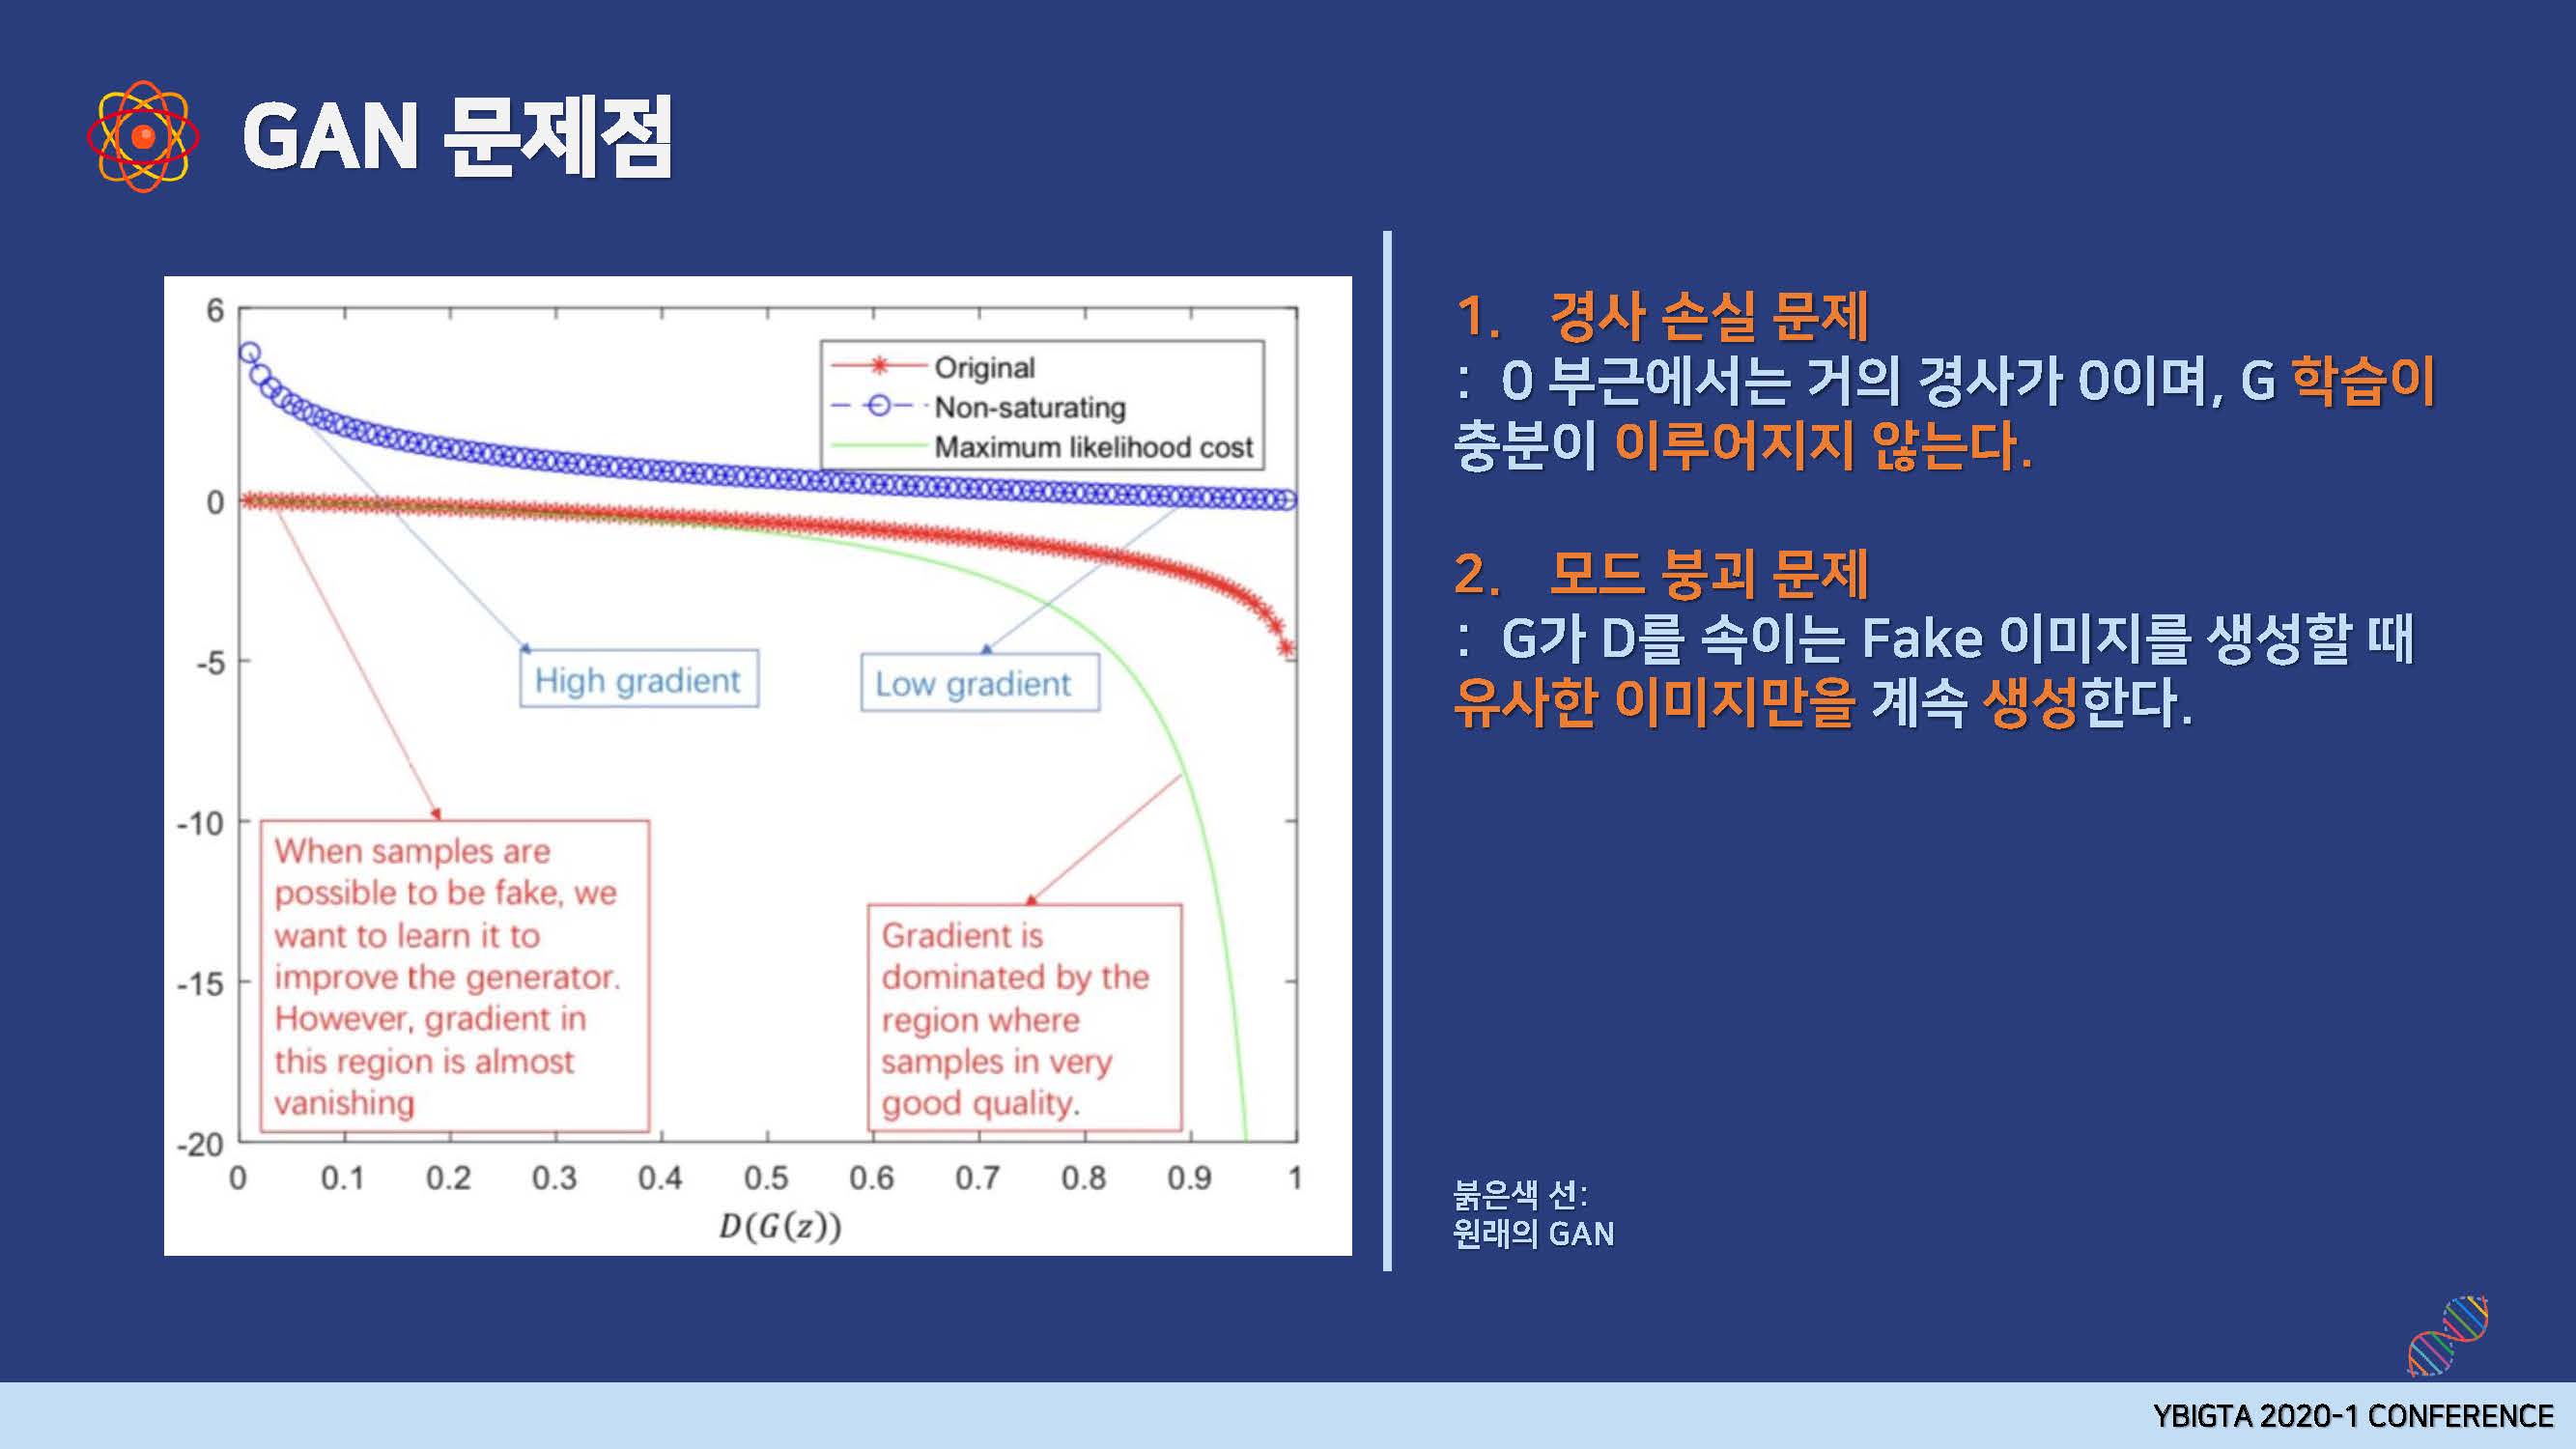 GAN 문제점
6
0
-5
-10
-15
-20
0 0.1 0.2 0.3 0.4 0.5 0.6 0.7 0.8 0.9 1
D(G(z))
Original
Non-saturating
Maximum likelihood cost
High gradient
Low gradient
When samples are
possible to be fake, we
want to learn it to
improve the generator.
However, gradient in
this region is almost
vanishing
Gradient is
dominated by the
region where
samples in very
good quality.
1. 경사 손실 문제
: 0 부근에서는 거의 경사가 0이며, G 학습이
충분이 이루어지지 않는다.
2. 모드 붕괴 문제
: G가 D를 속이는 Fake 이미지를 생성할 때
유사한 이미지만을 계속 생성한다.
붉은색 선:
원래의 GAN
YBIGTA 2020-1 CONFERENCE